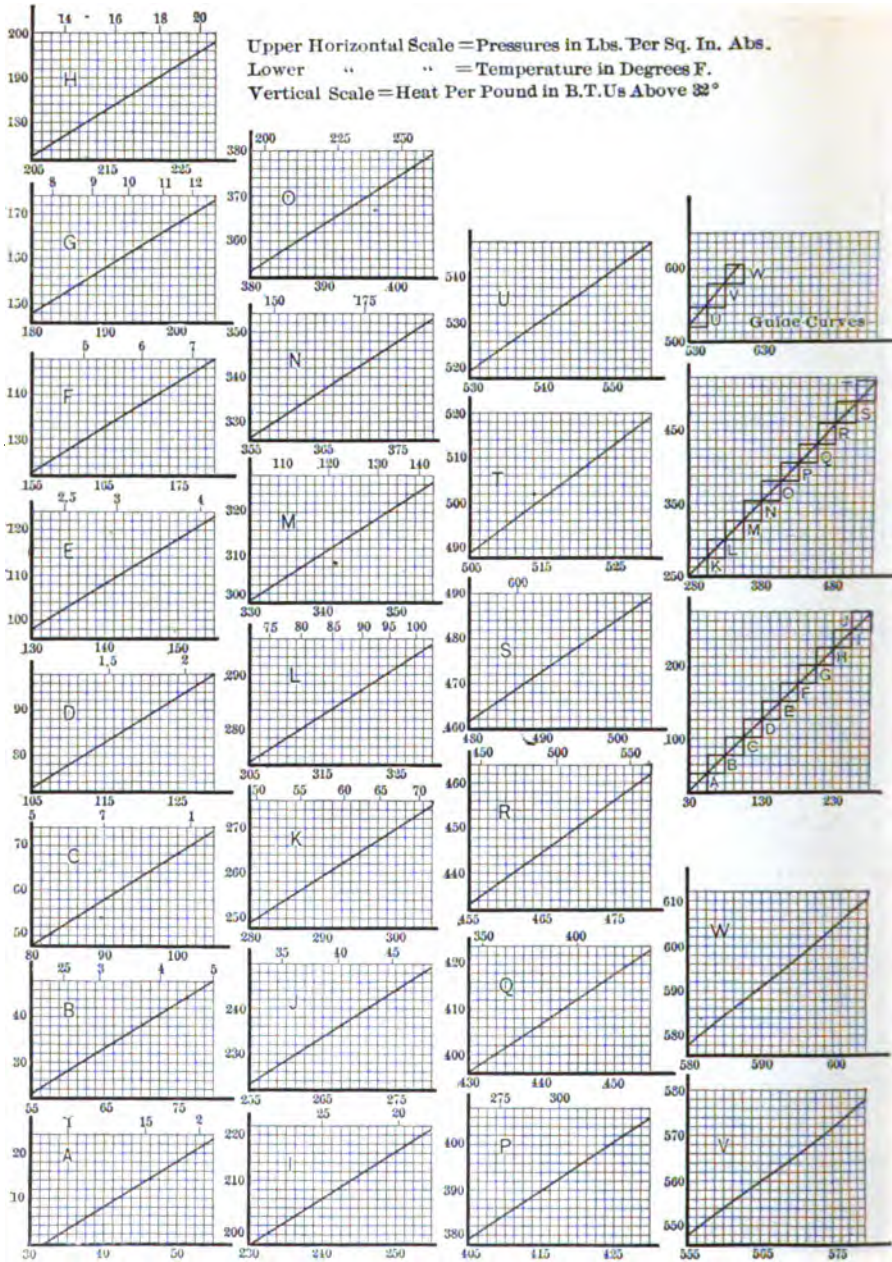 Upper Horizontal Scale = Pressures in Lbs. Per Sq. In. Abs.
Lower " " = Temperature in Degrees F.
Vertical Scale = Heat Per Pound in B.T.Us Above 32°
14 16 18 20
200
190
180
H
205 215 225
8 9 10 11 12
170
G
180 190 200
5 6 7
F
155 165 175
2,5 3 4
120
110
100
E
130 140 150
1,5 2
90
80
D
105 115 125
5 7 1
70
60
50
C
80 90 100
25 3 4 5
40
30
B
55 65 75
1 15 2
20
10
A
30 40 50
200 225 250
380
370
360
O
380 390 400
150 175
350
340
330
N
355 365 375
110 120 130 140
320
310
300
M
330 340 350
75 80 85 90 95 100
290
280
L
305 315 325
50 55 60 65 70
270
260
250
K
280 290 300
35 40 45
240
230
J
255 265 275
25
20
220
210
200
I
230 240 250
540
530
520
U
530 540 550
520
510
500
490
T
505 515 525
600
490
480
470
460
S
480 490 500
450 500 550
460
450
440
R
455 465 475
350 400
420
410
400
Q
430 440 450
275 300
400
390
380
P
405 415 425
600
500
W
V
U
Guide Curves
530 630
450
350
250
T
S
R
Q
P
O
N
M
L
K
280 380 480
200
100
J
I
H
G
F
E
D
C
B
A
30 130 230
610
600
590
580
W
580 590 600
580
570
560
550
V
555 565 575